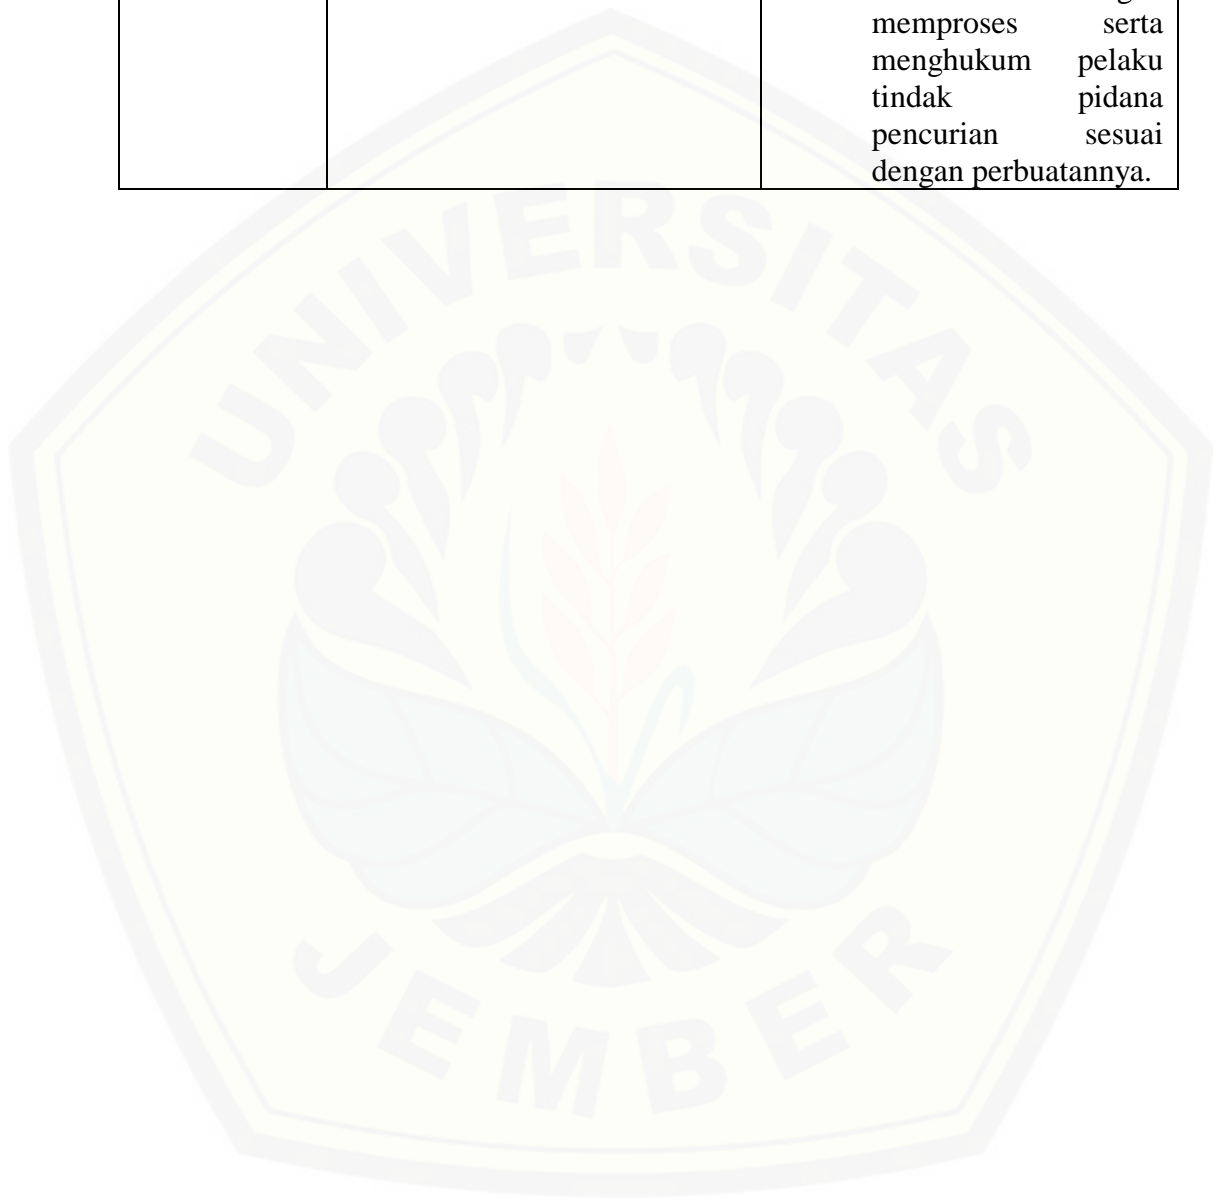 memproses serta
menghukum pelaku
tindak pidana
pencurian sesuai
dengan perbuatannya.
UNIVERSITAS
JEMBER